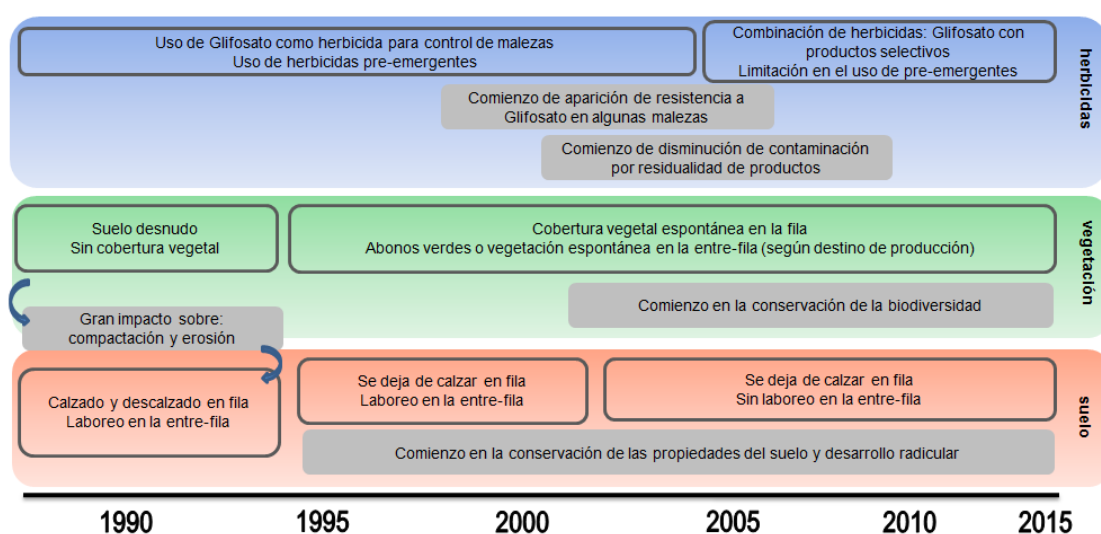 Uso de Glifosato como herbicida para control de malezas
Uso de herbicidas pre-emergentes
Combinación de herbicidas: Glifosato con
productos selectivos
Limitación en el uso de pre-emergentes
Comienzo de aparición de resistencia a
Glifosato en algunas malezas
Comienzo de disminución de contaminación
por residualidad de productos
herbicidas
Suelo desnudo
Sin cobertura vegetal
Cobertura vegetal espontánea en la fila
Abonos verdes o vegetación espontánea en la entre-fila (según destino de producción)
Comienzo en la conservación de la biodiversidad
Gran impacto sobre:
compactación y erosión
vegetación
Calzado y descalzado en fila
Laboreo en la entre-fila
Se deja de calzar en fila
Laboreo en la entre-fila
Se deja de calzar en fila
Sin laboreo en la entre-fila
Comienzo en la conservación de las propiedades del suelo y desarrollo radicular
suelo
1990 1995 2000 2005 2010 2015